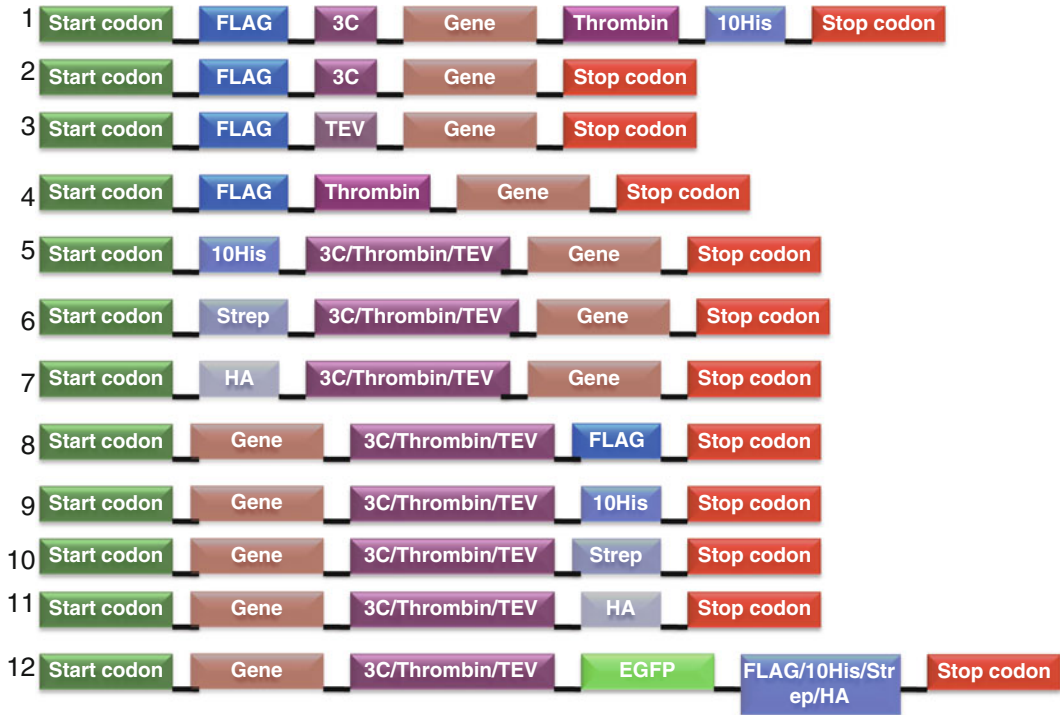 1 Start codon FLAG 3C Gene Thrombin 10His Stop codon
2 Start codon FLAG 3C Gene Stop codon
3 Start codon FLAG TEV Gene Stop codon
4 Start codon FLAG Thrombin Gene Stop codon
5 Start codon 10His 3C/Thrombin/TEV Gene Stop codon
6 Start codon Strep 3C/Thrombin/TEV Gene Stop codon
7 Start codon HA 3C/Thrombin/TEV Gene Stop codon
8 Start codon Gene 3C/Thrombin/TEV FLAG Stop codon
9 Start codon Gene 3C/Thrombin/TEV 10His Stop codon
10 Start codon Gene 3C/Thrombin/TEV Strep Stop codon
11 Start codon Gene 3C/Thrombin/TEV HA Stop codon
12 Start codon Gene 3C/Thrombin/TEV EGFP FLAG/10His/Str Stop codon
ep/HA